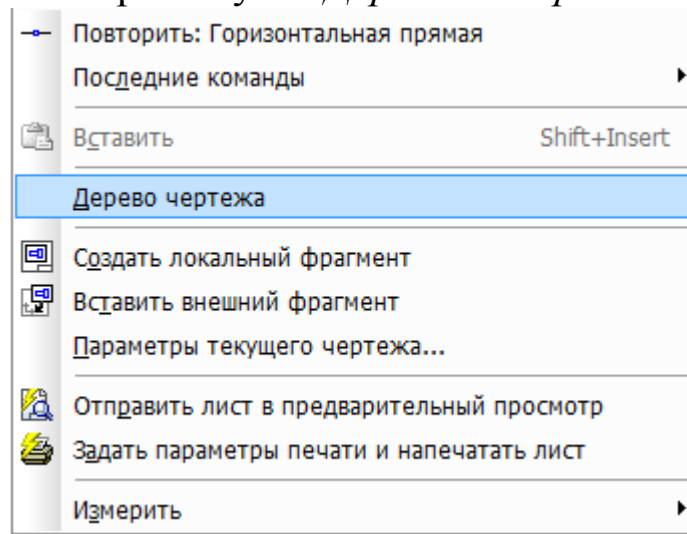 Повторить: Горизонтальная прямая
Последние команды
Вставить Shift+Insert
Дерево чертежа
Создать локальный фрагмент
Вставить внешний фрагмент
Параметры текущего чертежа...
Отправить лист в предварительный просмотр
Задать параметры печати и напечатать лист
Измерить